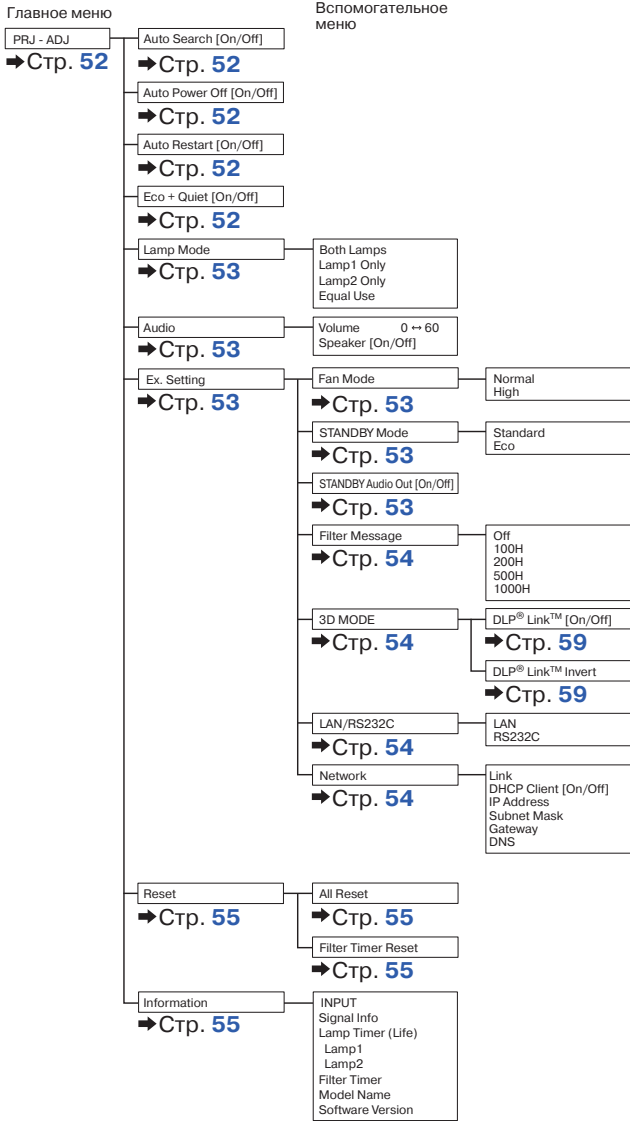 Главное меню
Вспомогательное
меню
PRJ - ADJ
➡Стр. 52
Auto Search [On/Off]
➡Стр. 52
Auto Power Off [On/Off]
➡Стр. 52
Auto Restart [On/Off]
➡Стр. 52
Eco + Quiet [On/Off]
➡Стр. 52
Lamp Mode
➡Стр. 53
Both Lamps
Lamp1 Only
Lamp2 Only
Equal Use
Audio
➡Стр. 53
Volume 0 ↔ 60
Speaker [On/Off]
Ex. Setting
➡Стр. 53
Fan Mode
➡Стр. 53
Normal
High
STANDBY Mode
➡Стр. 53
Standard
Eco
STANDBY Audio Out [On/Off]
➡Стр. 53
Filter Message
➡Стр. 54
Off
100H
200H
500H
1000H
3D MODE
➡Стр. 54
DLP® Link™ [On/Off]
➡Стр. 59
DLP® Link™ Invert
➡Стр. 59
LAN/RS232C
➡Стр. 54
LAN
RS232C
Network
➡Стр. 54
Link
DHCP Client [On/Off]
IP Address
Subnet Mask
Gateway
DNS
Reset
➡Стр. 55
All Reset
➡Стр. 55
Filter Timer Reset
➡Стр. 55
Information
➡Стр. 55
INPUT
Signal Info
Lamp Timer (Life)
Lamp1
Lamp2
Filter Timer
Model Name
Software Version